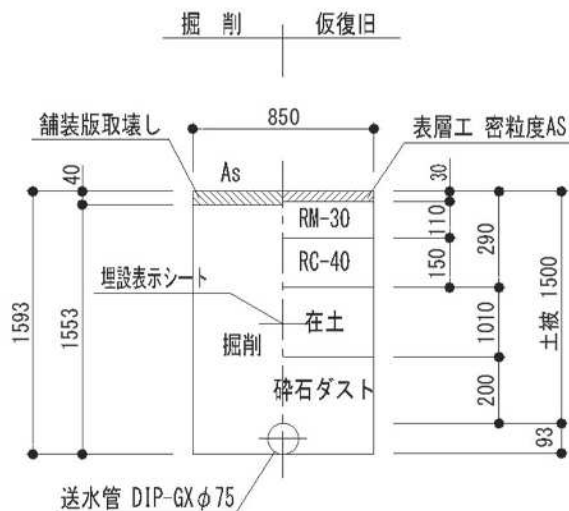 掘 削 仮復旧
850
舗装版取壊し
表層工 密粒度AS
As
40
30
RM-30
110
290
RC-40
150
埋設表示シート
在土
掘削
1593
1553
1010
土被 1500
砕石ダスト
200
93
送水管 DIP-GXφ75